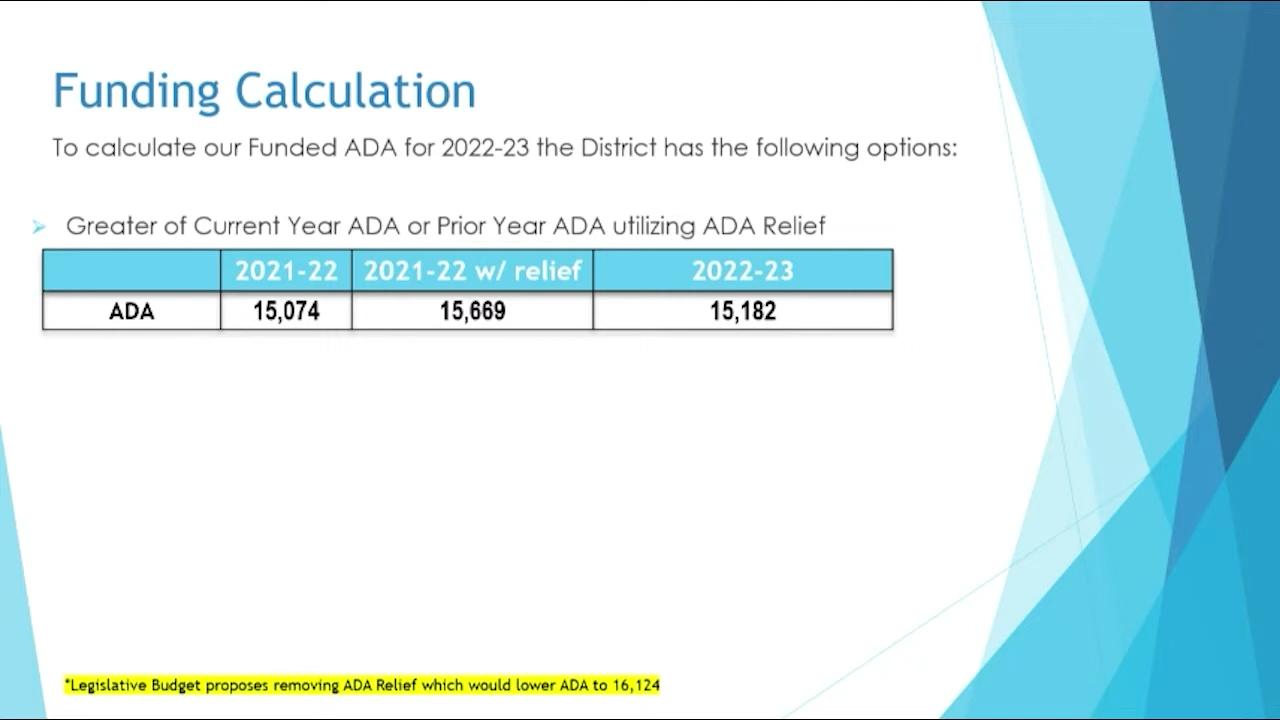 Funding Calculation
To calculate our Funded ADA for 2022-23 the District has the following options:
Greater of Current Year ADA or Prior Year ADA utilizing ADA Relief
2021-22 2021-22 w/ relief 2022-23
ADA 15,074 15,669 15,182
*Legislative Budget proposes removing ADA Relief which would lower ADA to 16,124